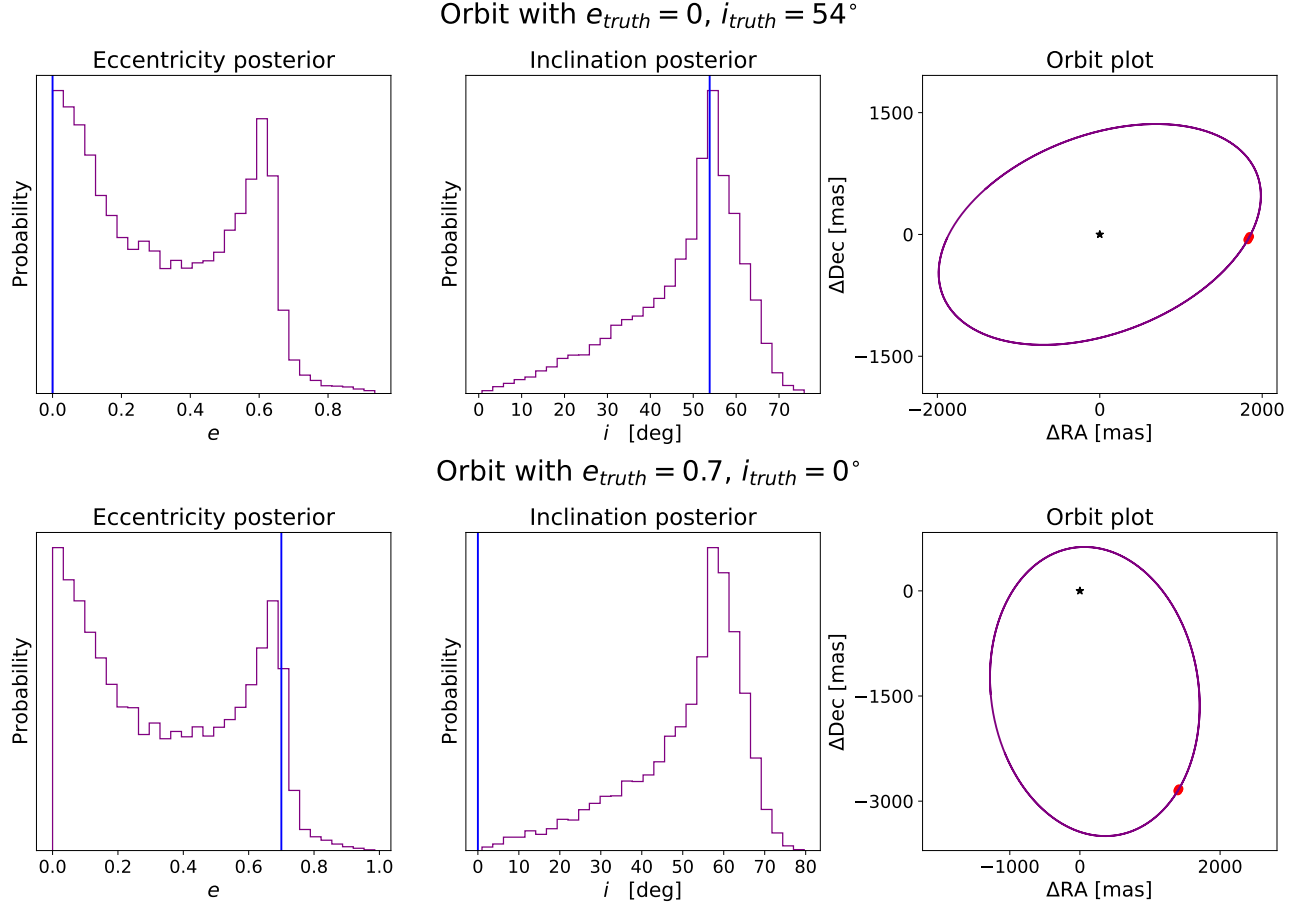 Orbit with e_truth = 0, i_truth = 54°
Eccentricity posterior
Inclination posterior
Orbit plot
Probability
0.0 0.2 0.4 0.6 0.8
e
Probability
0 10 20 30 40 50 60 70
i [deg]
ΔDec [mas]
1500
0
−1500
−2000 0 2000
ΔRA [mas]
Orbit with e_truth = 0.7, i_truth = 0°
Eccentricity posterior
Inclination posterior
Orbit plot
Probability
0.0 0.2 0.4 0.6 0.8 1.0
e
Probability
0 10 20 30 40 50 60 70 80
i [deg]
ΔDec [mas]
0
−1500
−3000
−1000 0 2000
ΔRA [mas]